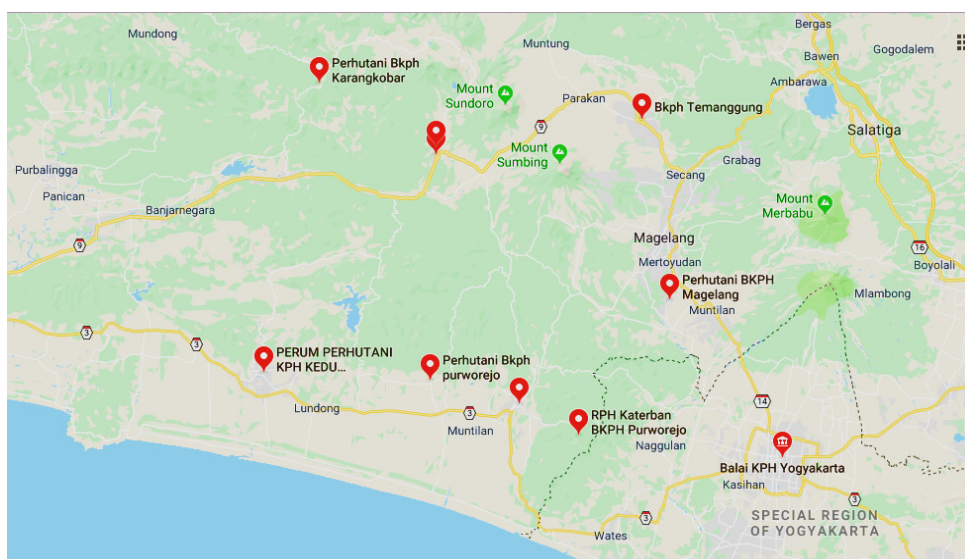 Bergas
Mundong
Muntung
Bawen
Gogodalem
Perhutani Bkph
Karangkobar
Mount
Sundoro
Parakan
Ambarawa
Bkph Temanggung
9
Salatiga
Mount
Sumbing
Grabag
Purbalingga
Secang
Panican
Banjarnegara
Mount
Merbabu
Magelang
9
16
Mertoyudan
Boyolali
Perhutani BKPH
Magelang
Mlambong
Muntilan
3
3
PERUM PERHUTANI
KPH KEDU...
Perhutani Bkph
purworejo
14
Lundong
3
RPH Katerban
BKPH Purworejo
Muntilan
Naggulan
Balai KPH Yogyakarta
Kasihan
3
SPECIAL REGION
OF YOGYAKARTA
3
Wates